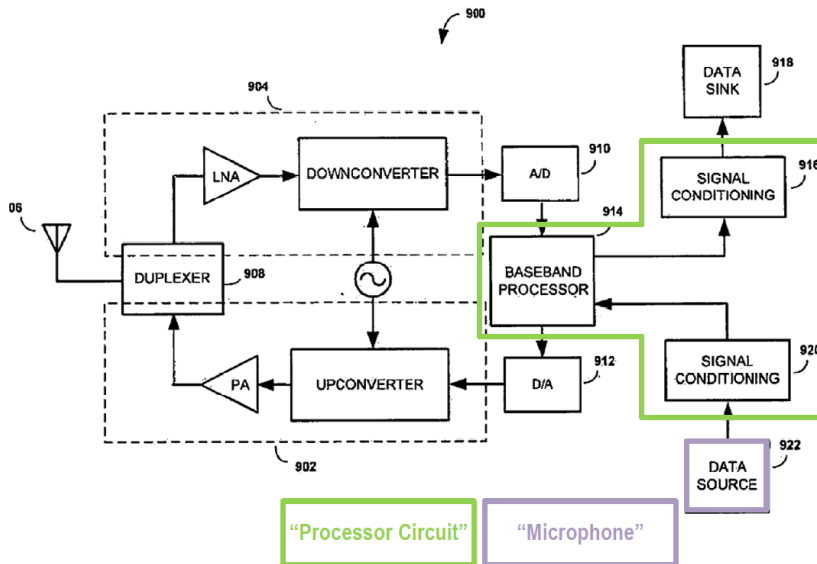 900
904
918
DATA
SINK
LNA
DOWNCONVERTER
910
A/D
916
SIGNAL
CONDITIONING
06
914
DUPLEXER
908
BASEBAND
PROCESSOR
PA
UPCONVERTER
912
D/A
920
SIGNAL
CONDITIONING
902
922
DATA
SOURCE
“Processor Circuit”
“Microphone”